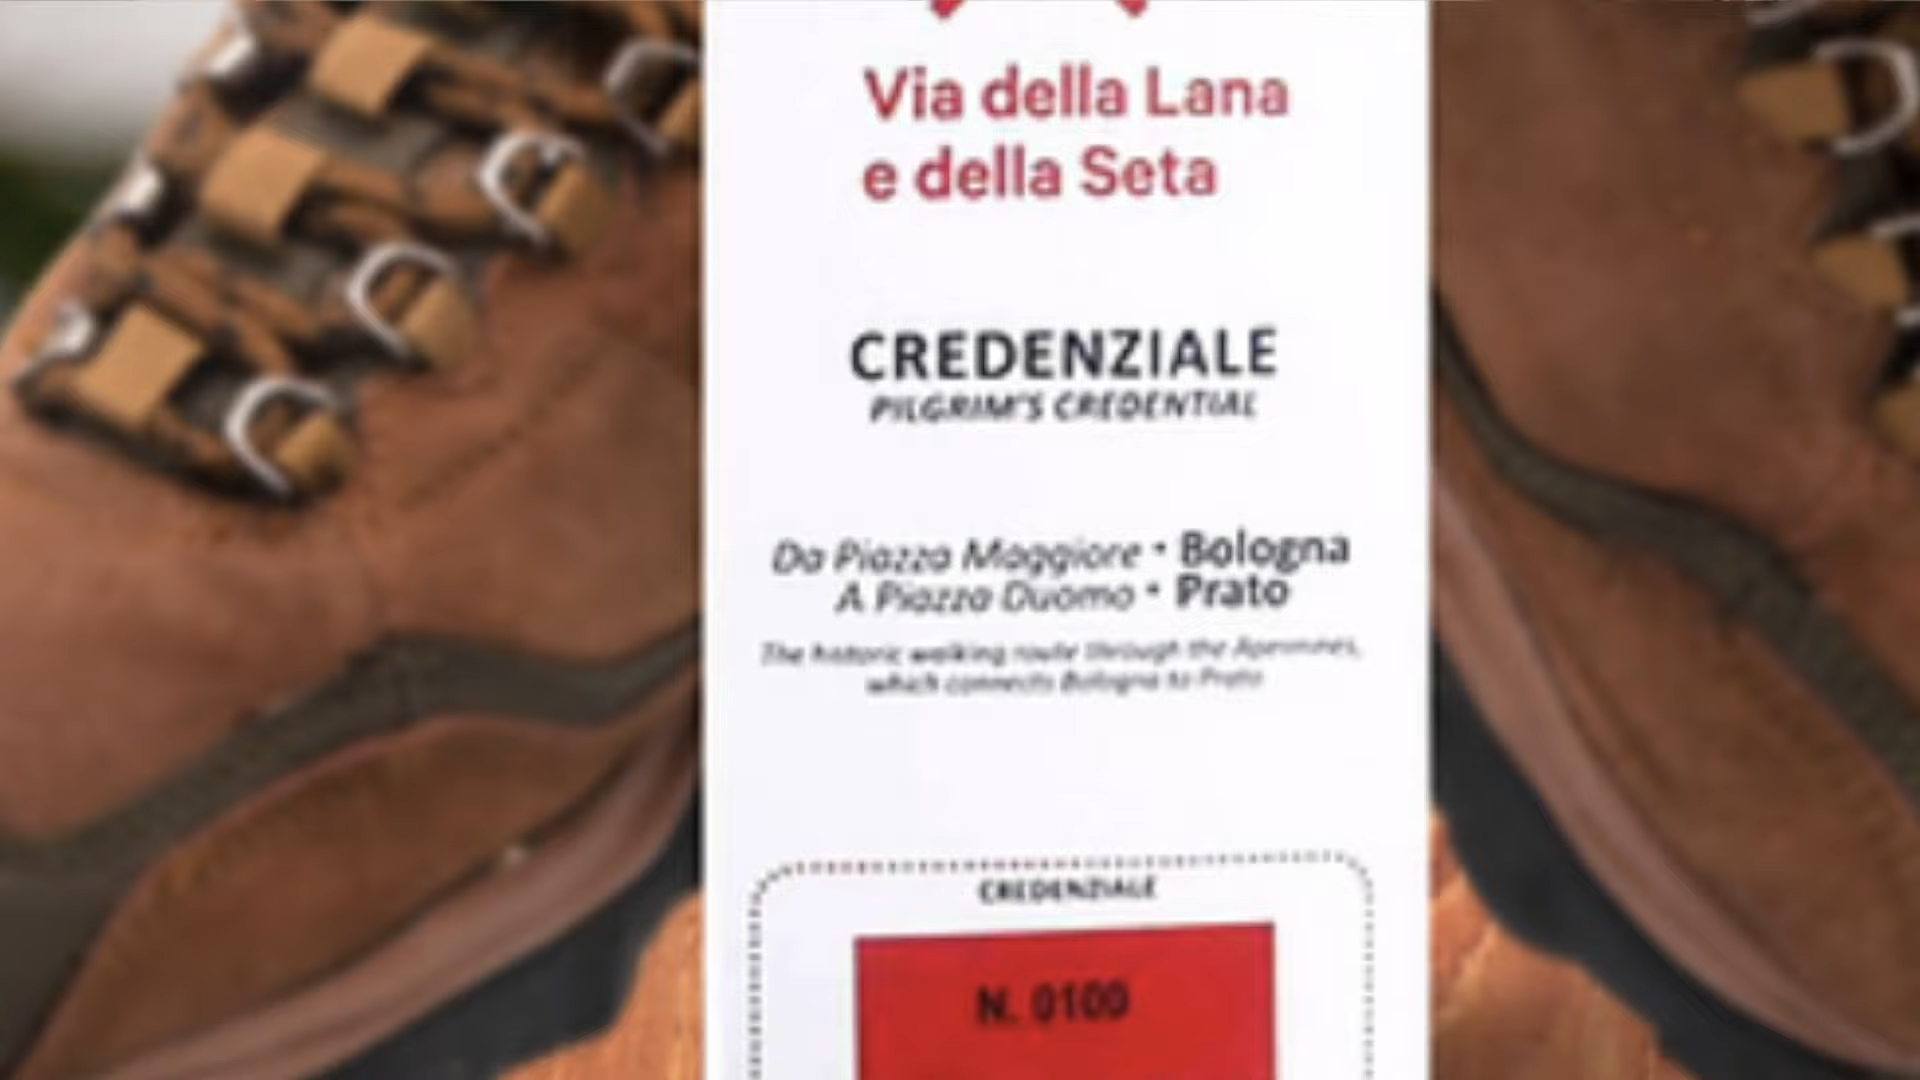 Via della Lana
e della Seta
CREDENZIALE
PILGRIM'S CREDENTIAL
Da Piazza Maggiore • Bologna
A Piazza Duomo • Prato
The historic walking route through the Apennines,
which connects Bologna to Prato
CREDENZIALE
N. 0100